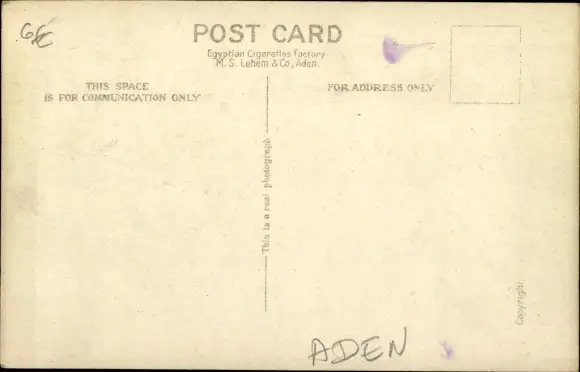 POST CARD
Egyptian Cigarettes Factory
M. S. Lehem & Co., Aden.
THIS SPACE
IS FOR COMMUNICATION ONLY
FOR ADDRESS ONLY
This is a real photograph
Copyright
ADEN